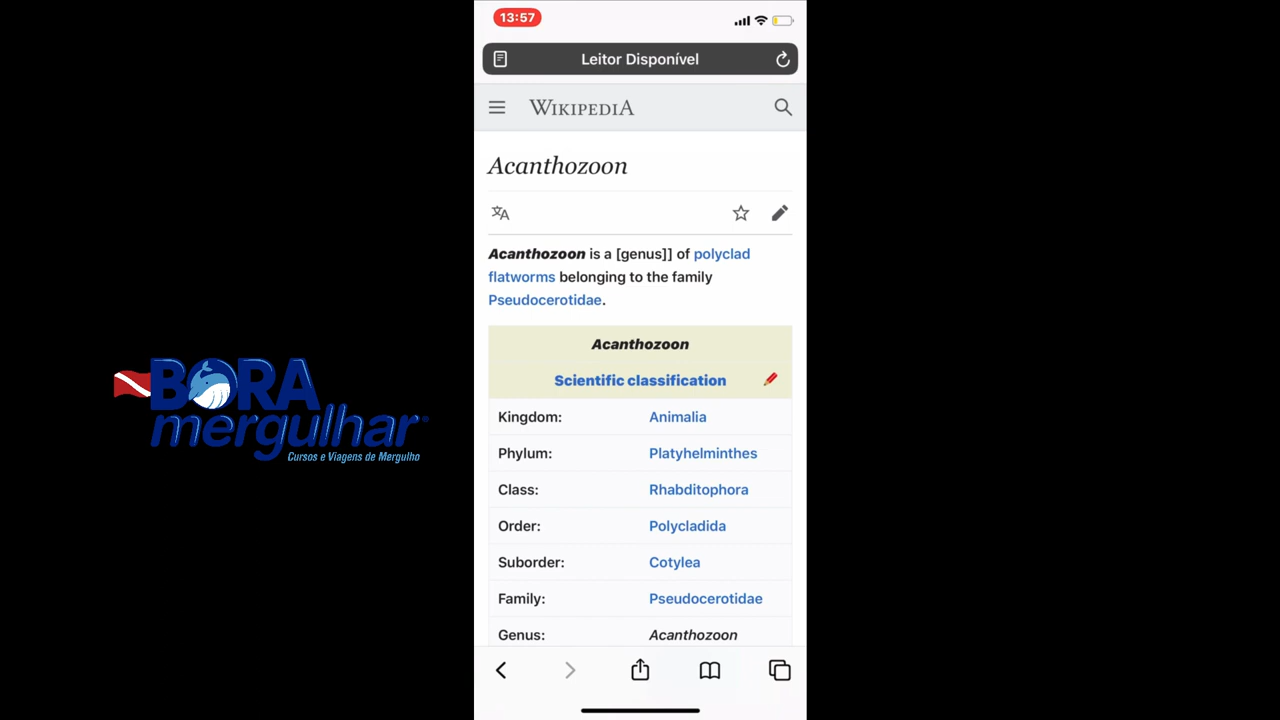 13:57
Leitor Disponível
WIKIPEDIA
Acanthozoon
Acanthozoon is a [genus]] of polyclad
flatworms belonging to the family
Pseudocerotidae.
Acanthozoon
Scientific classification
Kingdom: Animalia
Phylum: Platyhelminthes
Class: Rhabditophora
Order: Polycladida
Suborder: Cotylea
Family: Pseudocerotidae
Genus: Acanthozoon
BORA
mergulhar
Cursos e Viagens de Mergulho